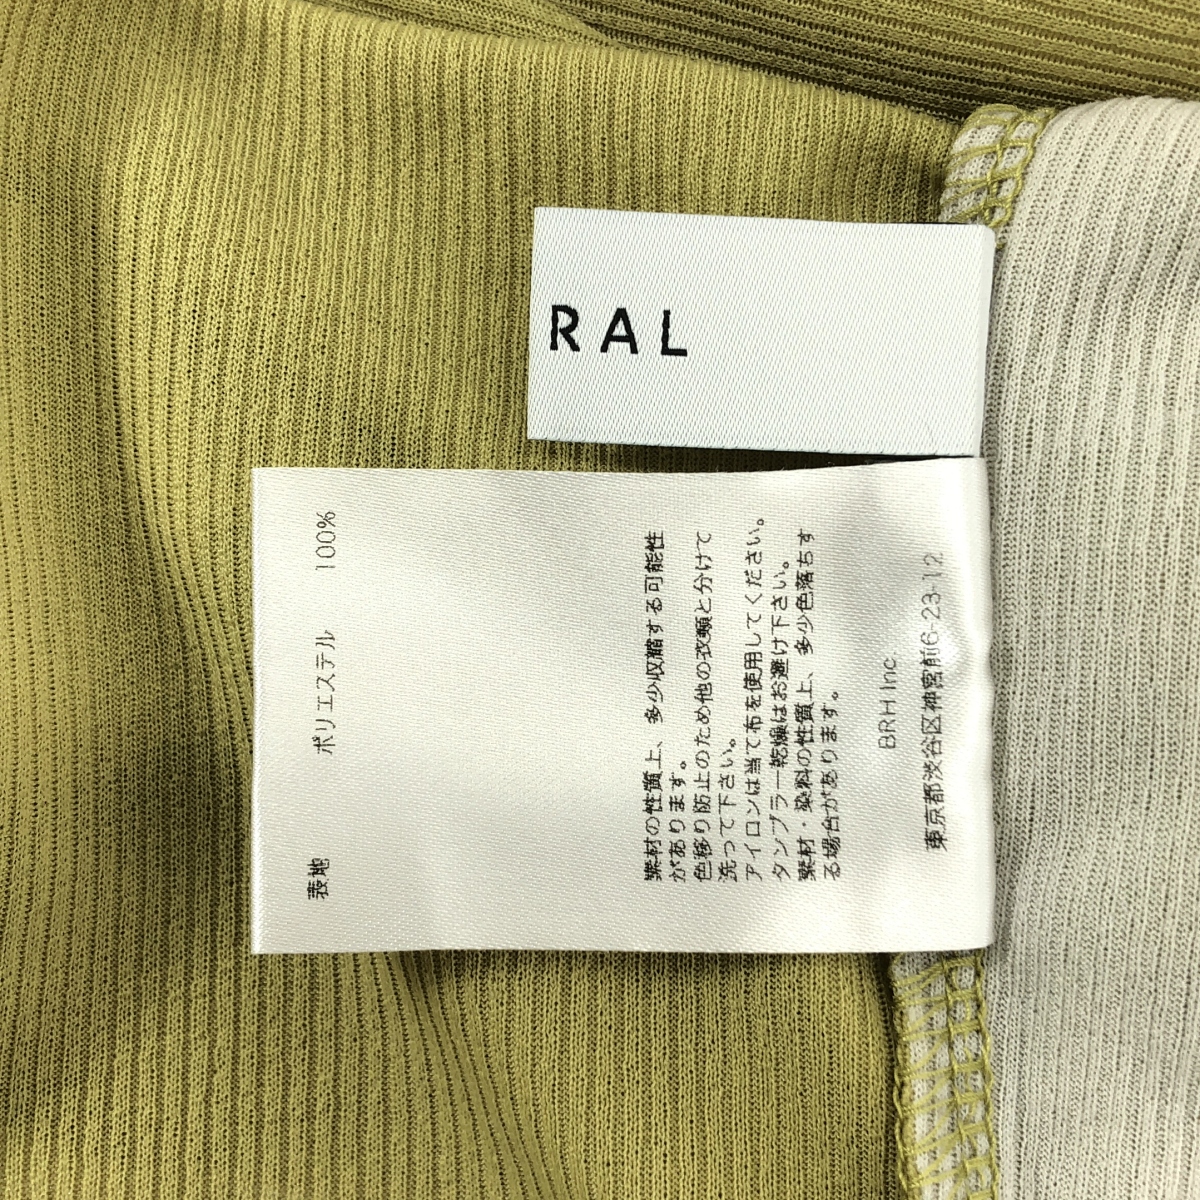 RAL
表地 ポリエステル 100%
素材の性質上、多少収縮する可能性
があります。
色移り防止のため他の衣類と分けて
洗って下さい。
アイロンは当て布を使用してください。
タンブラー乾燥はお避け下さい。
素材・染料の性質上、多少色落ちす
る場合があります。
BRH Inc.
東京都渋谷区神宮前6-23-12